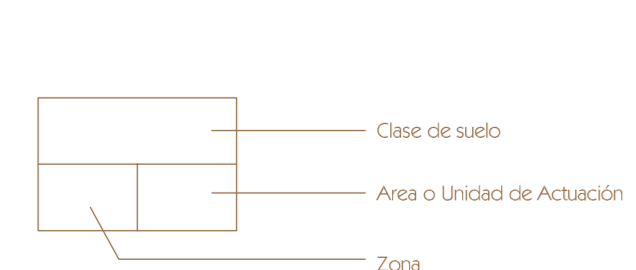 Clase de suelo
Area o Unidad de Actuación
Zona